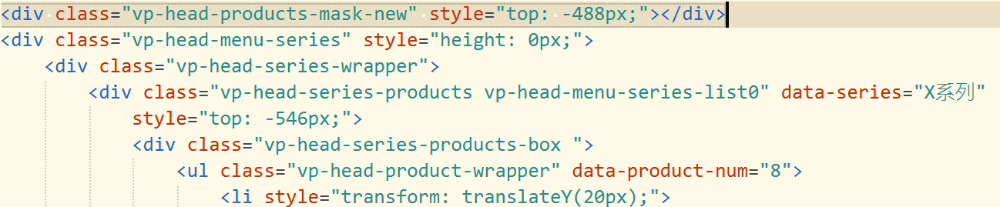 <div class="vp-head-products-mask-new" style="top: -488px;"></div>
<div class="vp-head-menu-series" style="height: 0px;">
<div class="vp-head-series-wrapper">
<div class="vp-head-series-products vp-head-menu-series-list0" data-series="X系列"
style="top: -546px;">
<div class="vp-head-series-products-box ">
<ul class="vp-head-product-wrapper" data-product-num="8">
<li style="transform: translateY(20px);">